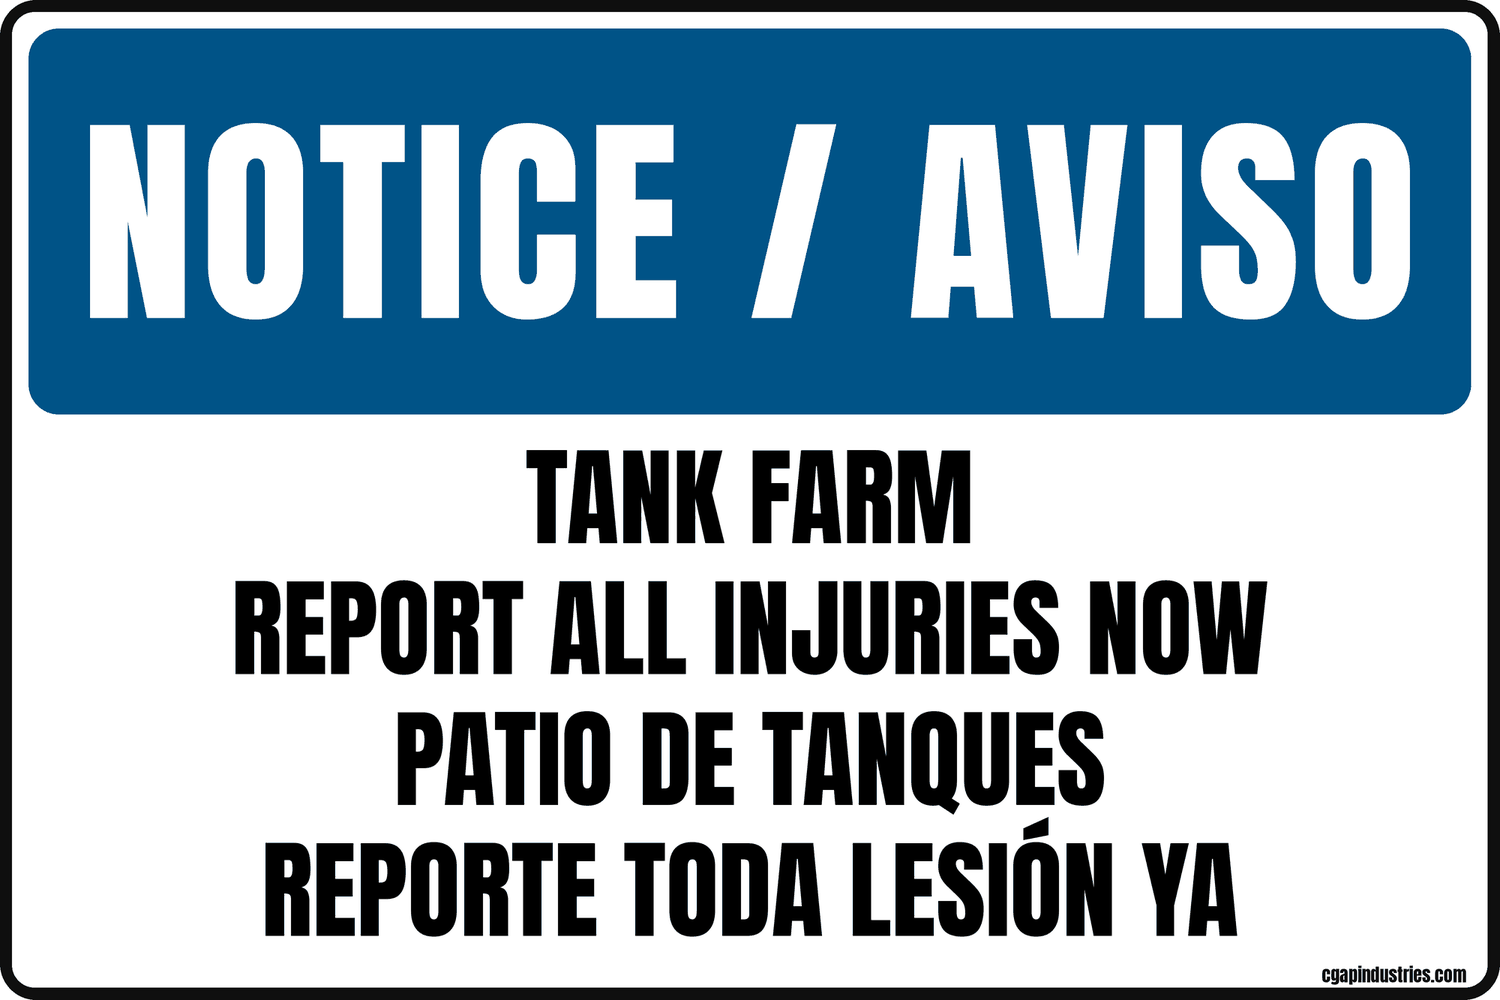 NOTICE / AVISO
TANK FARM
REPORT ALL INJURIES NOW
PATIO DE TANQUES
REPORTE TODA LESIÓN YA
cgapindustries.com